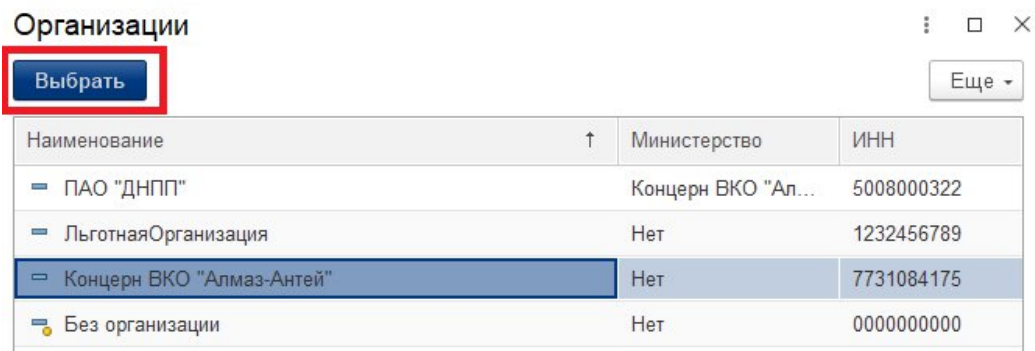 Организации
Выбрать
Еще
Наименование ↑ Министерство ИНН
ПАО "ДНПП" Концерн ВКО "Ал... 5008000322
ЛьготнаяОрганизация Нет 1232456789
Концерн ВКО "Алмаз-Антей" Нет 7731084175
Без организации Нет 0000000000